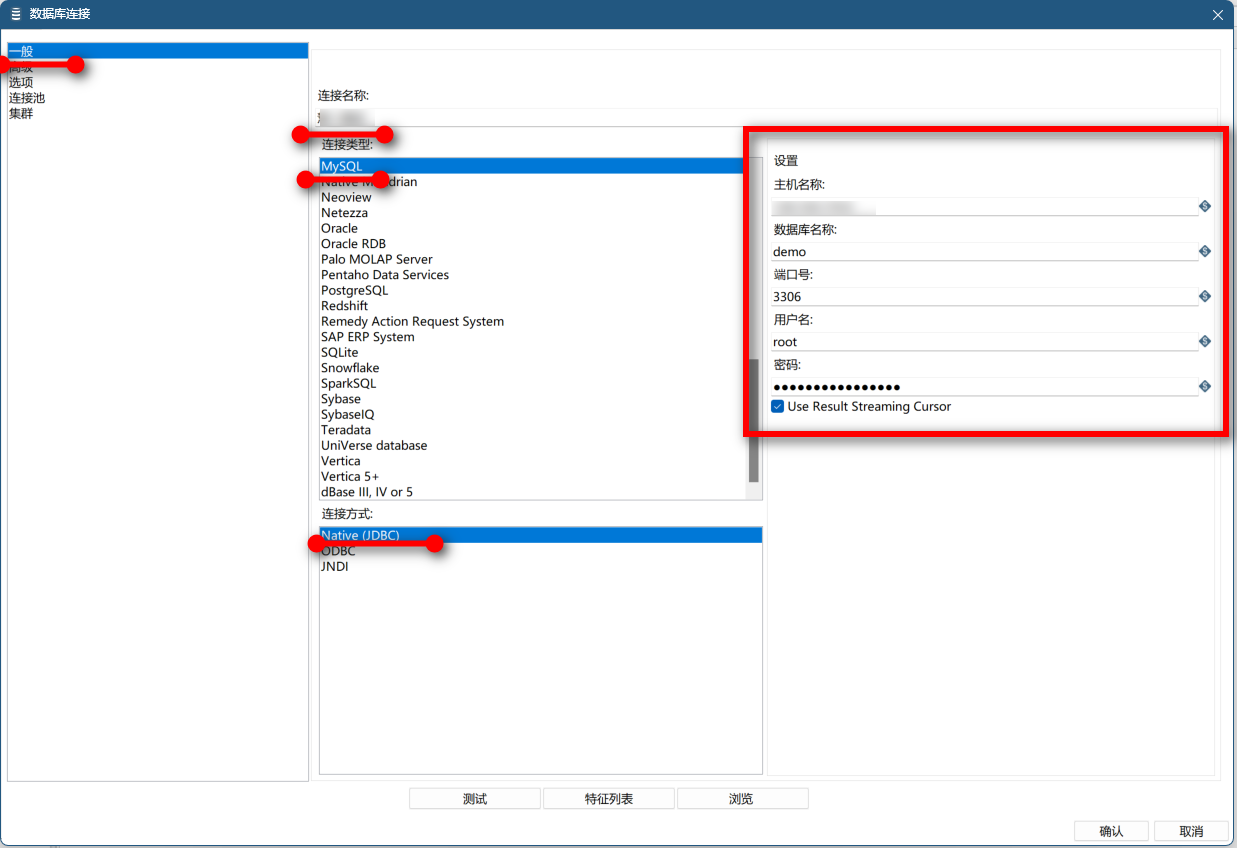 数据库连接
一般
高级
选项
连接池
集群
连接名称:
连接类型:
MySQL
Native Mondrian
Neoview
Netezza
Oracle
Oracle RDB
Palo MOLAP Server
Pentaho Data Services
PostgreSQL
Redshift
Remedy Action Request System
SAP ERP System
SQLite
Snowflake
SparkSQL
Sybase
SybaseIQ
Teradata
UniVerse database
Vertica
Vertica 5+
dBase III, IV or 5
连接方式:
Native (JDBC)
ODBC
JNDI
设置
主机名称:
数据库名称:
demo
端口号:
3306
用户名:
root
密码:
●●●●●●●●●●●●●●●●
Use Result Streaming Cursor
测试
特征列表
浏览
确认
取消